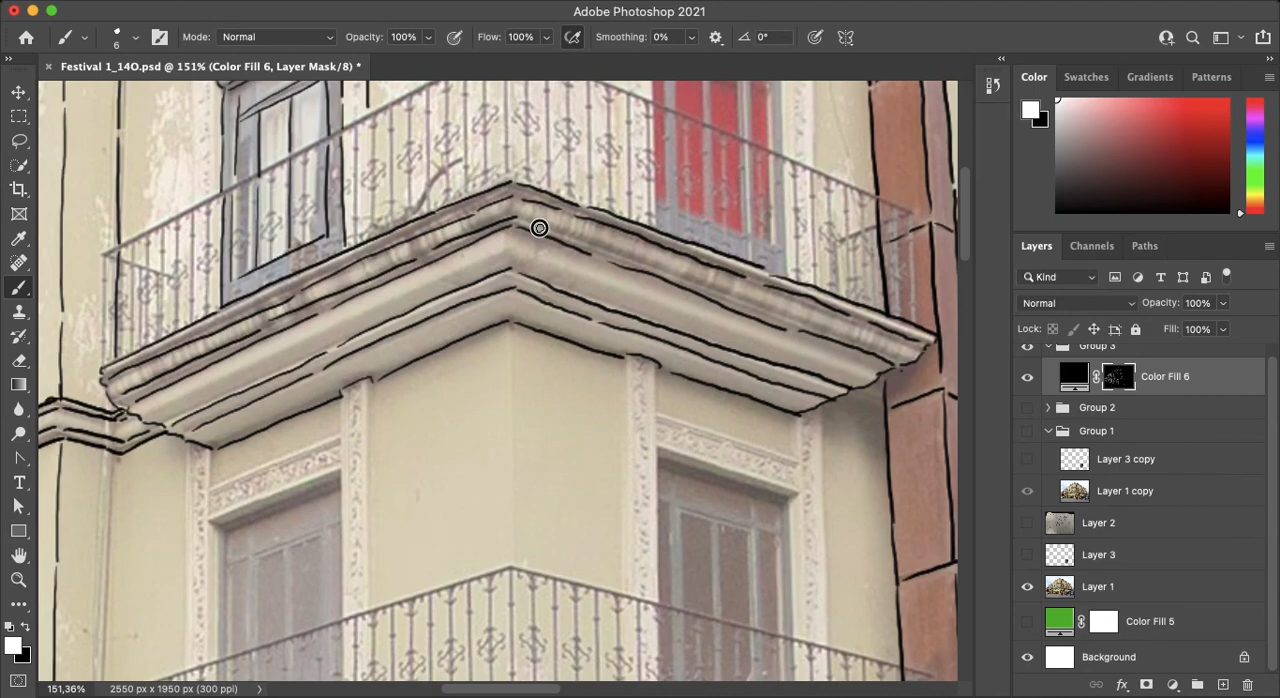 Adobe Photoshop 2021
6
Mode: Normal
Opacity: 100%
Flow: 100%
Smoothing: 0%
0°
Festival 1_14O.psd @ 151% (Color Fill 6, Layer Mask/8) *
Color
Swatches
Gradients
Patterns
Layers
Channels
Paths
Kind
Normal
Opacity: 100%
Lock:
Fill: 100%
Group 3
Color Fill 6
Group 2
Group 1
Layer 3 copy
Layer 1 copy
Layer 2
Layer 3
Layer 1
Color Fill 5
Background
fx
151,36%
2550 px x 1950 px (300 ppi)